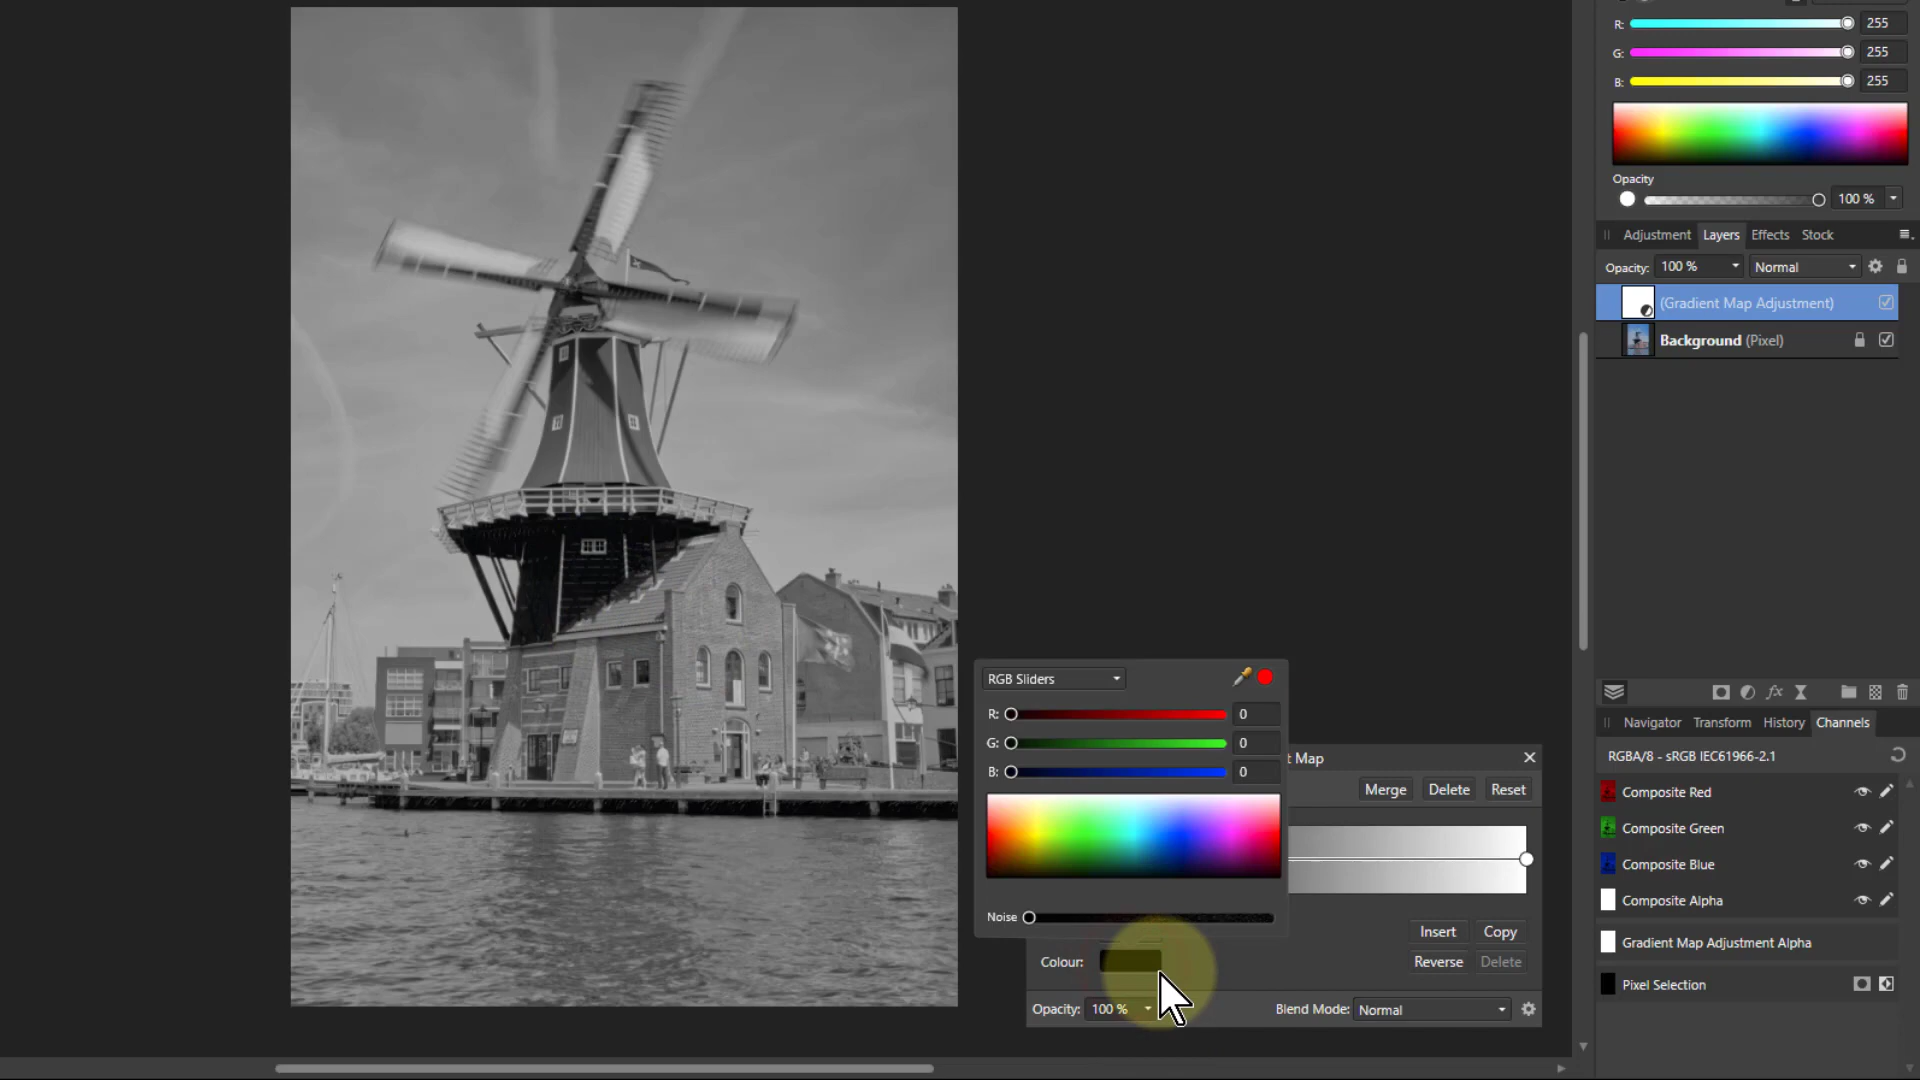 R: 255
G: 255
B: 255
Opacity
100 %
Adjustment Layers Effects Stock
Opacity: 100 % Normal
(Gradient Map Adjustment)
Background (Pixel)
RGB Sliders
R: 0
G: 0
B: 0
Noise
t Map
Merge Delete Reset
Insert Copy
Colour: Reverse Delete
Opacity: 100 % Blend Mode: Normal
fx
Navigator Transform History Channels
RGBA/8 - sRGB IEC61966-2.1
Composite Red
Composite Green
Composite Blue
Composite Alpha
Gradient Map Adjustment Alpha
Pixel Selection